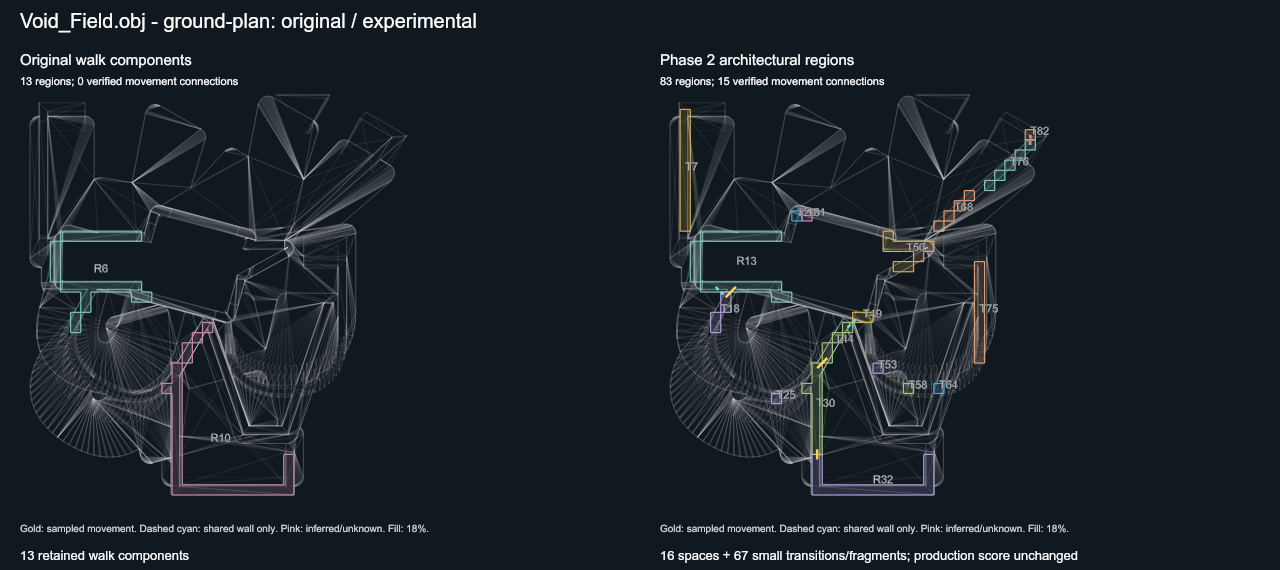 Void_Field.obj - ground-plan: original / experimental
Original walk components
13 regions; 0 verified movement connections
R6
R10
Gold: sampled movement. Dashed cyan: shared wall only. Pink: inferred/unknown. Fill: 18%.
13 retained walk components
Phase 2 architectural regions
83 regions; 15 verified movement connections
T82
T76
T7
T68
T61
T50
R13
T18
T75
T49
T44
T53
T58
T64
T25
T30
R32
Gold: sampled movement. Dashed cyan: shared wall only. Pink: inferred/unknown. Fill: 18%.
16 spaces + 67 small transitions/fragments; production score unchanged